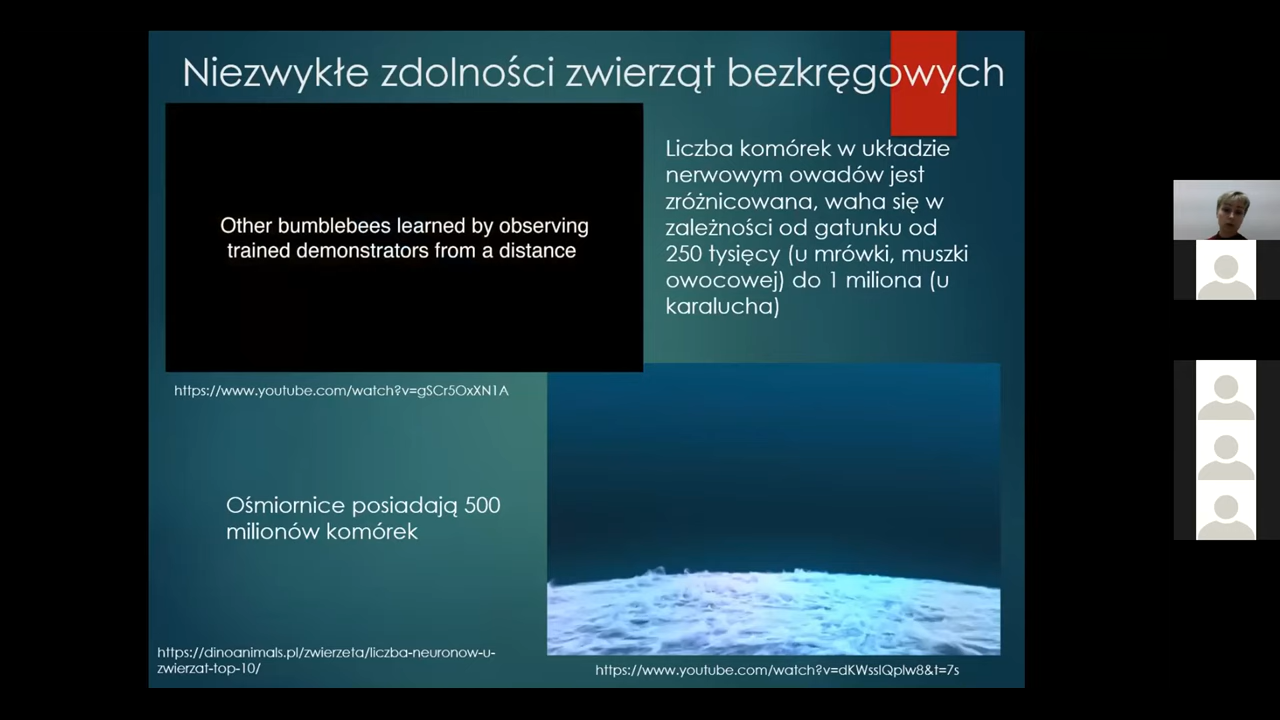 Niezwykłe zdolności zwierząt bezkręgowych
Other bumblebees learned by observing
trained demonstrators from a distance
https://www.youtube.com/watch?v=gSCr5OxXN1A
Liczba komórek w układzie
nerwowym owadów jest
zróżnicowana, waha się w
zależności od gatunku od
250 tysięcy (u mrówki, muszki
owocowej) do 1 miliona (u
karalucha)
Ośmiornice posiadają 500
milionów komórek
https://dinoanimals.pl/zwierzeta/liczba-neuronow-u-
zwierzat-top-10/
https://www.youtube.com/watch?v=dKWssIQplw8&t=7s